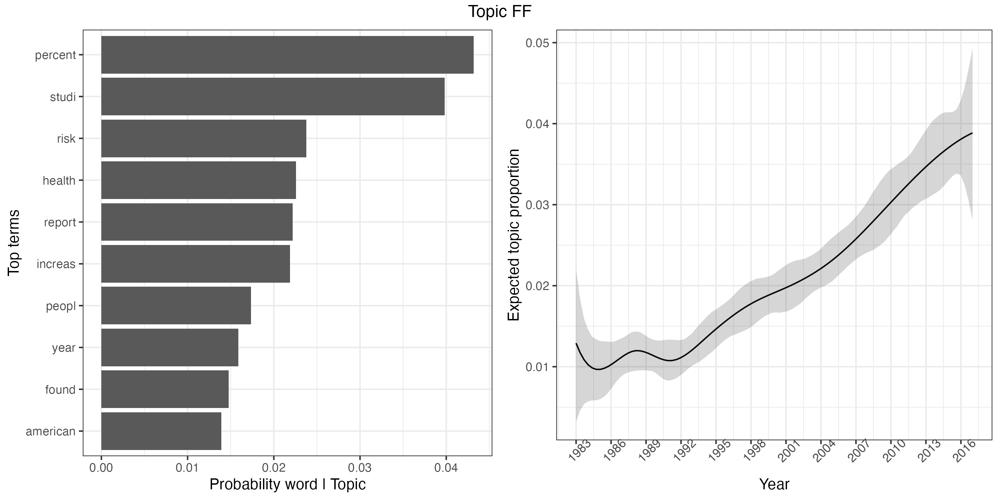 Topic FF
Top terms
percent
studi
risk
health
report
increas
peopl
year
found
american
0.00 0.01 0.02 0.03 0.04
Probability word | Topic
Expected topic proportion
0.05
0.04
0.03
0.02
0.01
1983 1986 1989 1992 1995 1998 2001 2004 2007 2010 2013 2016
Year